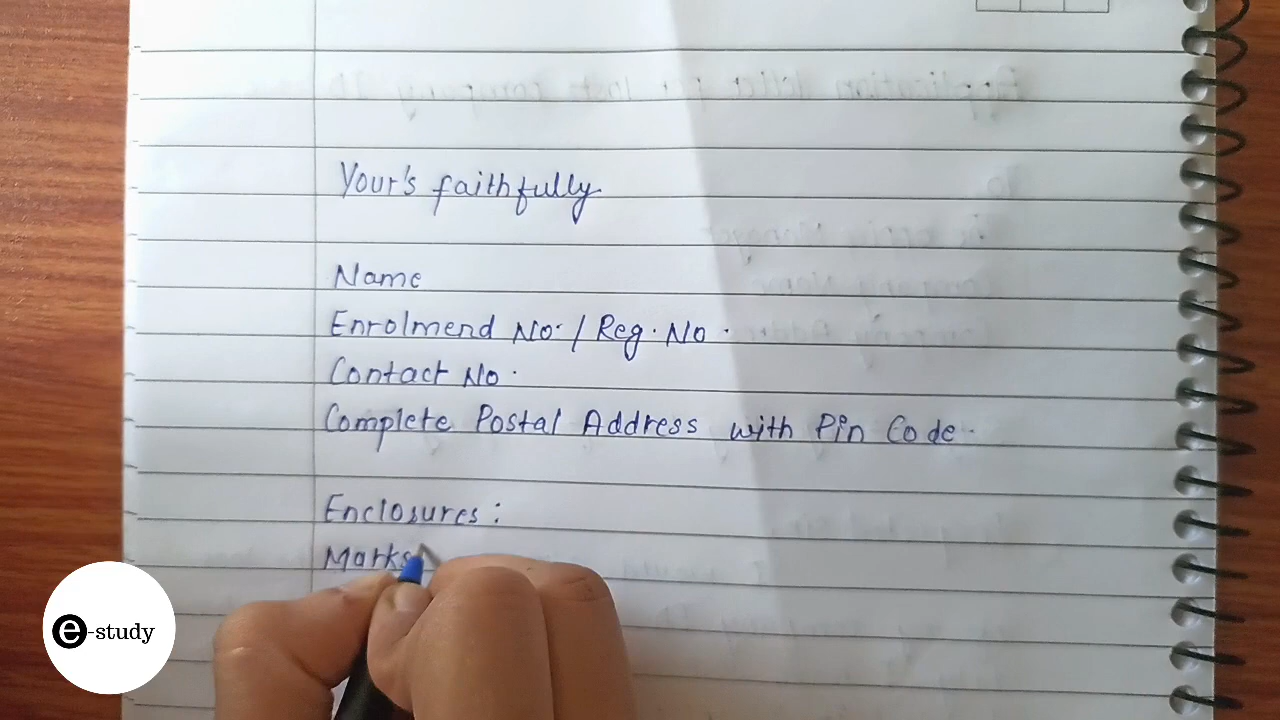 Your's faithfully
Name
Enrolmend No. / Reg. No.
Contact No.
Complete Postal Address with Pin Code.
Enclosures:
Marks
e-study